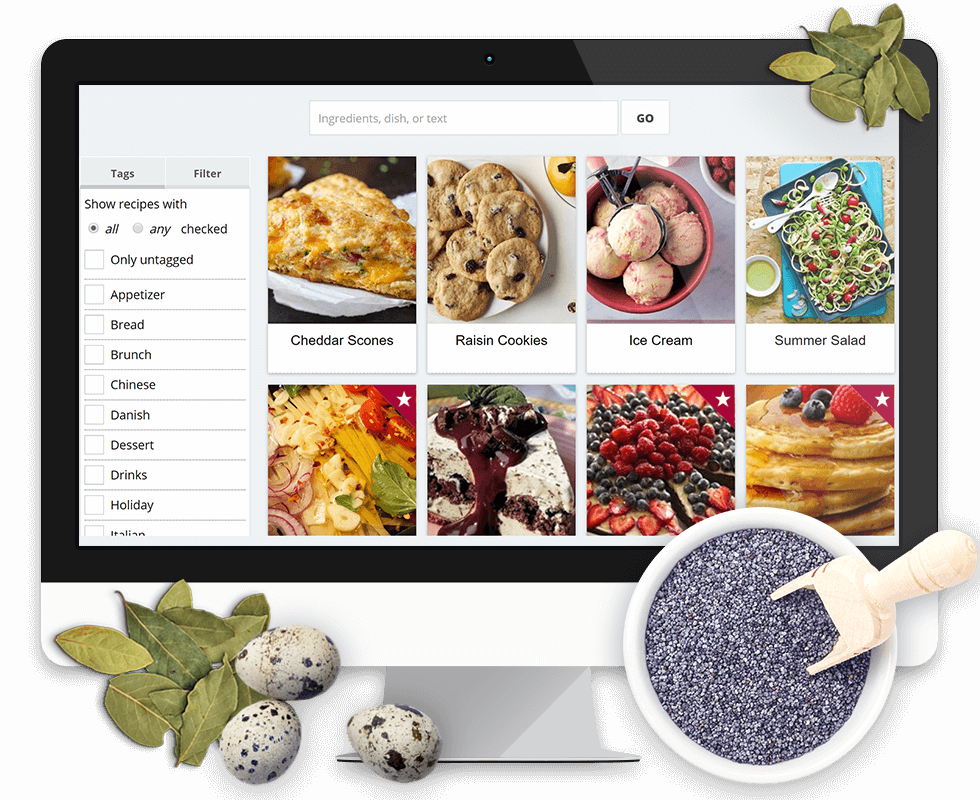 Ingredients, dish, or text
GO
Tags
Filter
Show recipes with
all any checked
Only untagged
Appetizer
Bread
Brunch
Chinese
Danish
Dessert
Drinks
Holiday
Italian
Cheddar Scones
Raisin Cookies
Ice Cream
Summer Salad